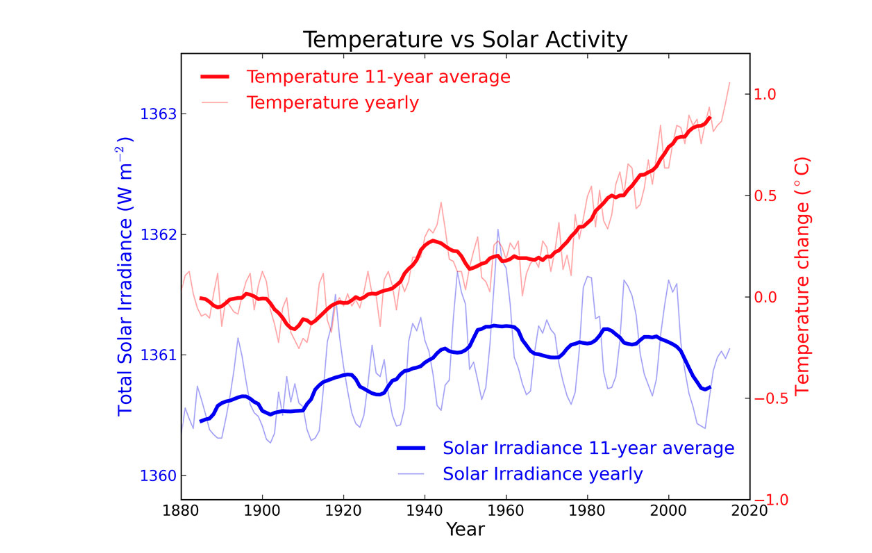 Temperature vs Solar Activity
Temperature 11-year average
Temperature yearly
1363
1362
1361
1360
Total Solar Irradiance (W m⁻²)
1.0
0.5
0.0
−0.5
−1.0
Temperature change (°C)
Solar Irradiance 11-year average
Solar Irradiance yearly
1880 1900 1920 1940 1960 1980 2000 2020
Year